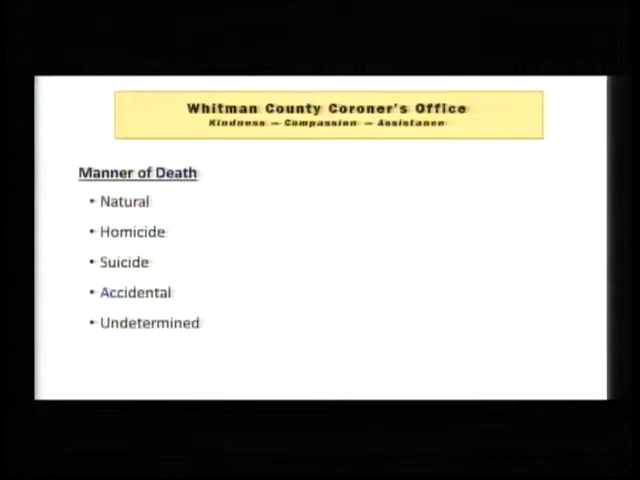 Whitman County Coroner's Office
Kindness — Compassion — Assistance
Manner of Death
• Natural
• Homicide
• Suicide
• Accidental
• Undetermined